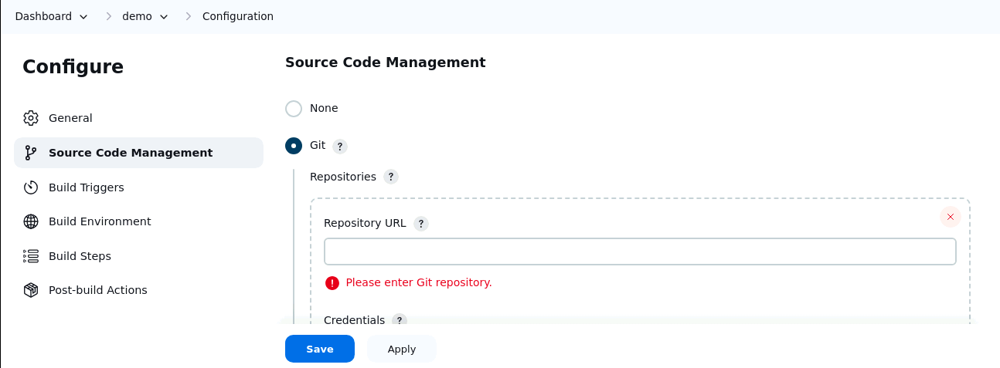 Dashboard demo Configuration
Configure
General
Source Code Management
Build Triggers
Build Environment
Build Steps
Post-build Actions
Source Code Management
None
Git ?
Repositories ?
Repository URL ?
Please enter Git repository.
Credentials ?
Save Apply